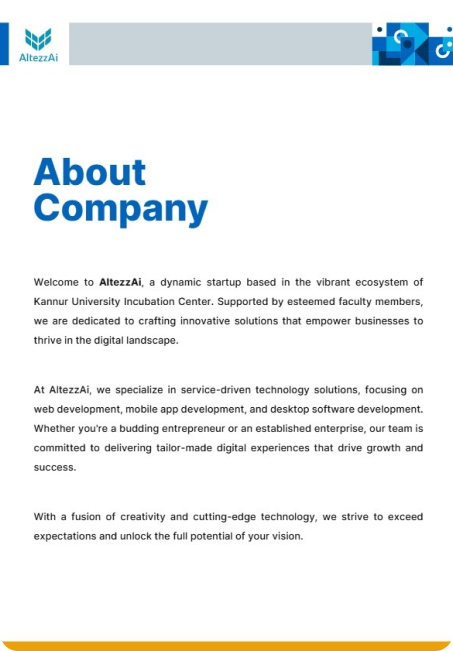 AltezzAi
About
Company
Welcome to AltezzAi, a dynamic startup based in the vibrant ecosystem of
Kannur University Incubation Center. Supported by esteemed faculty members,
we are dedicated to crafting innovative solutions that empower businesses to
thrive in the digital landscape.
At AltezzAi, we specialize in service-driven technology solutions, focusing on
web development, mobile app development, and desktop software development.
Whether you're a budding entrepreneur or an established enterprise, our team is
committed to delivering tailor-made digital experiences that drive growth and
success.
With a fusion of creativity and cutting-edge technology, we strive to exceed
expectations and unlock the full potential of your vision.